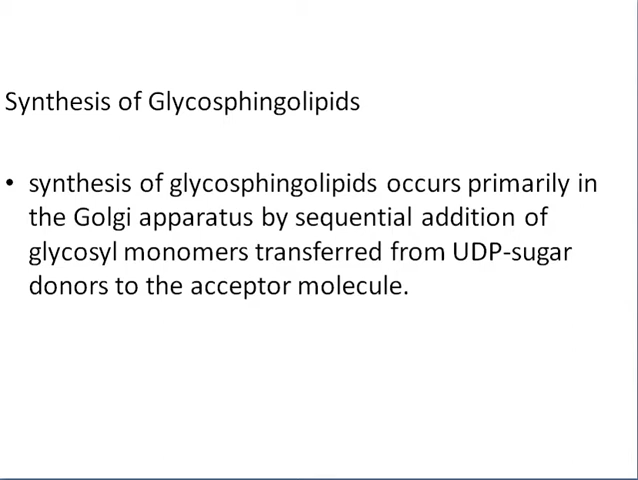 Synthesis of Glycosphingolipids
• synthesis of glycosphingolipids occurs primarily in
the Golgi apparatus by sequential addition of
glycosyl monomers transferred from UDP-sugar
donors to the acceptor molecule.